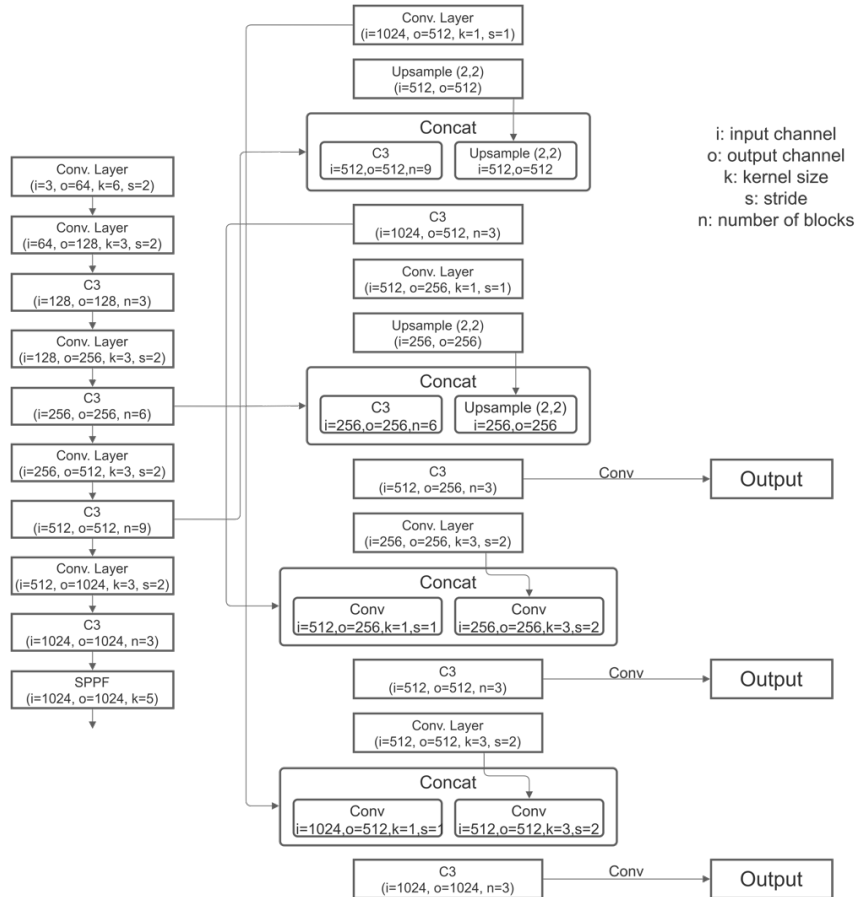 Conv. Layer
(i=3, o=64, k=6, s=2)
Conv. Layer
(i=64, o=128, k=3, s=2)
C3
(i=128, o=128, n=3)
Conv. Layer
(i=128, o=256, k=3, s=2)
C3
(i=256, o=256, n=6)
Conv. Layer
(i=256, o=512, k=3, s=2)
C3
(i=512, o=512, n=9)
Conv. Layer
(i=512, o=1024, k=3, s=2)
C3
(i=1024, o=1024, n=3)
SPPF
(i=1024, o=1024, k=5)
Conv. Layer
(i=1024, o=512, k=1, s=1)
Upsample (2,2)
(i=512, o=512)
Concat
C3
i=512,o=512,n=9
Upsample (2,2)
i=512,o=512
C3
(i=1024, o=512, n=3)
Conv. Layer
(i=512, o=256, k=1, s=1)
Upsample (2,2)
(i=256, o=256)
Concat
C3
i=256,o=256,n=6
Upsample (2,2)
i=256,o=256
C3
(i=512, o=256, n=3)
Conv
Output
Conv. Layer
(i=256, o=256, k=3, s=2)
Concat
Conv
i=512,o=256,k=1,s=1
Conv
i=256,o=256,k=3,s=2
C3
(i=512, o=512, n=3)
Conv
Output
Conv. Layer
(i=512, o=512, k=3, s=2)
Concat
Conv
i=1024,o=512,k=1,s=1
Conv
i=512,o=512,k=3,s=2
C3
(i=1024, o=1024, n=3)
Conv
Output
i: input channel
o: output channel
k: kernel size
s: stride
n: number of blocks